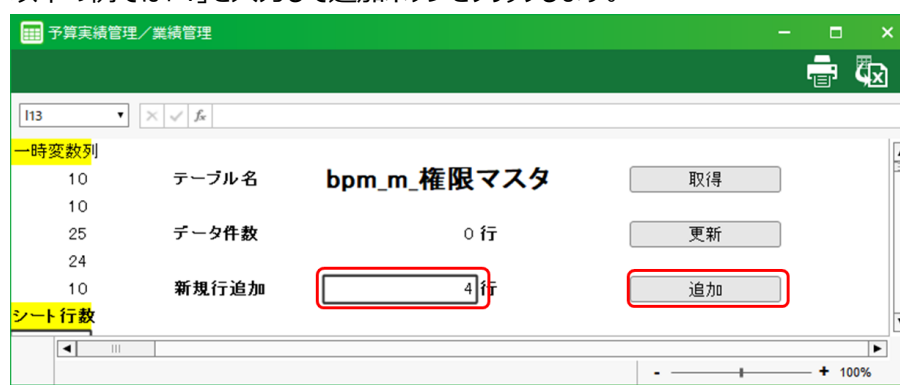 予算実績管理／業績管理
I13
fx
一時変数列
10 テーブル名 bpm_m_権限マスタ 取得
10
25 データ件数 0 行 更新
24
10 新規行追加 4 行 追加
シート行数
- + 100%